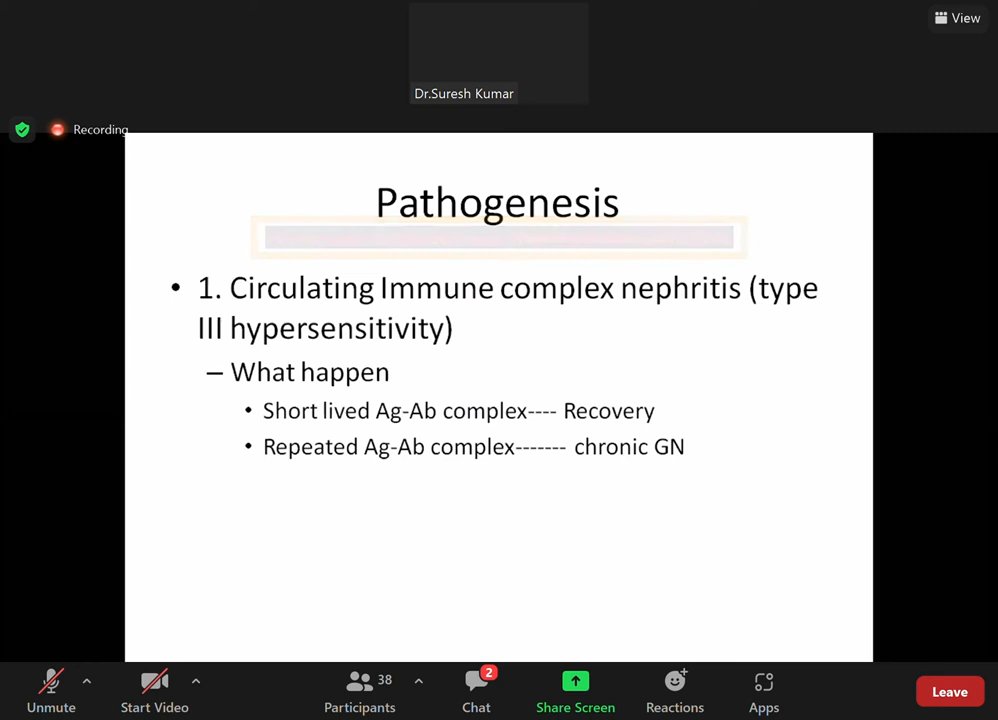 View
Dr.Suresh Kumar
Recording
Pathogenesis
• 1. Circulating Immune complex nephritis (type
III hypersensitivity)
– What happen
• Short lived Ag-Ab complex---- Recovery
• Repeated Ag-Ab complex------- chronic GN
38
2
Unmute
Start Video
Participants
Chat
Share Screen
Reactions
Apps
Leave